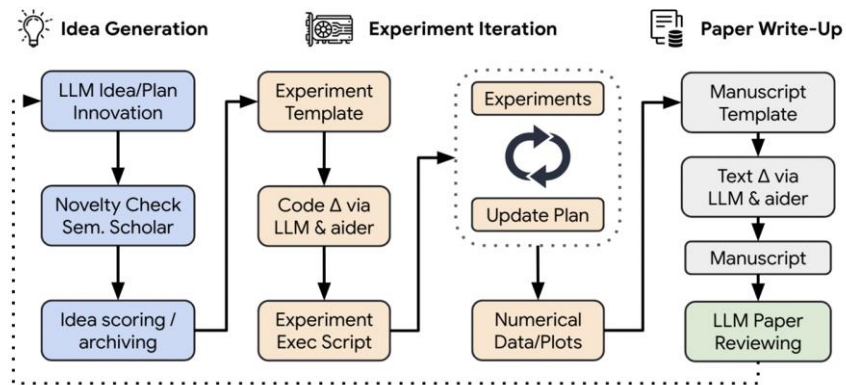 Idea Generation
Experiment Iteration
Paper Write-Up
LLM Idea/Plan
Innovation
Novelty Check
Sem. Scholar
Idea scoring /
archiving
Experiment
Template
Code Δ via
LLM & aider
Experiment
Exec Script
Experiments
Update Plan
Numerical
Data/Plots
Manuscript
Template
Text Δ via
LLM & aider
Manuscript
LLM Paper
Reviewing